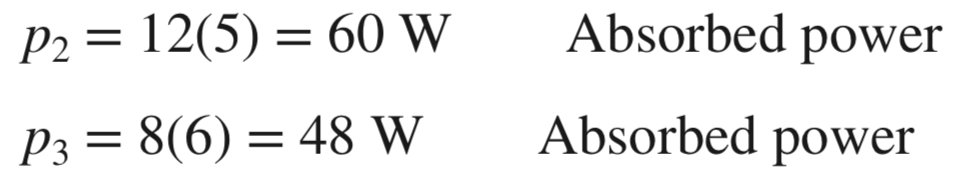 p₂ = 12(5) = 60 W Absorbed power
p₃ = 8(6) = 48 W Absorbed power